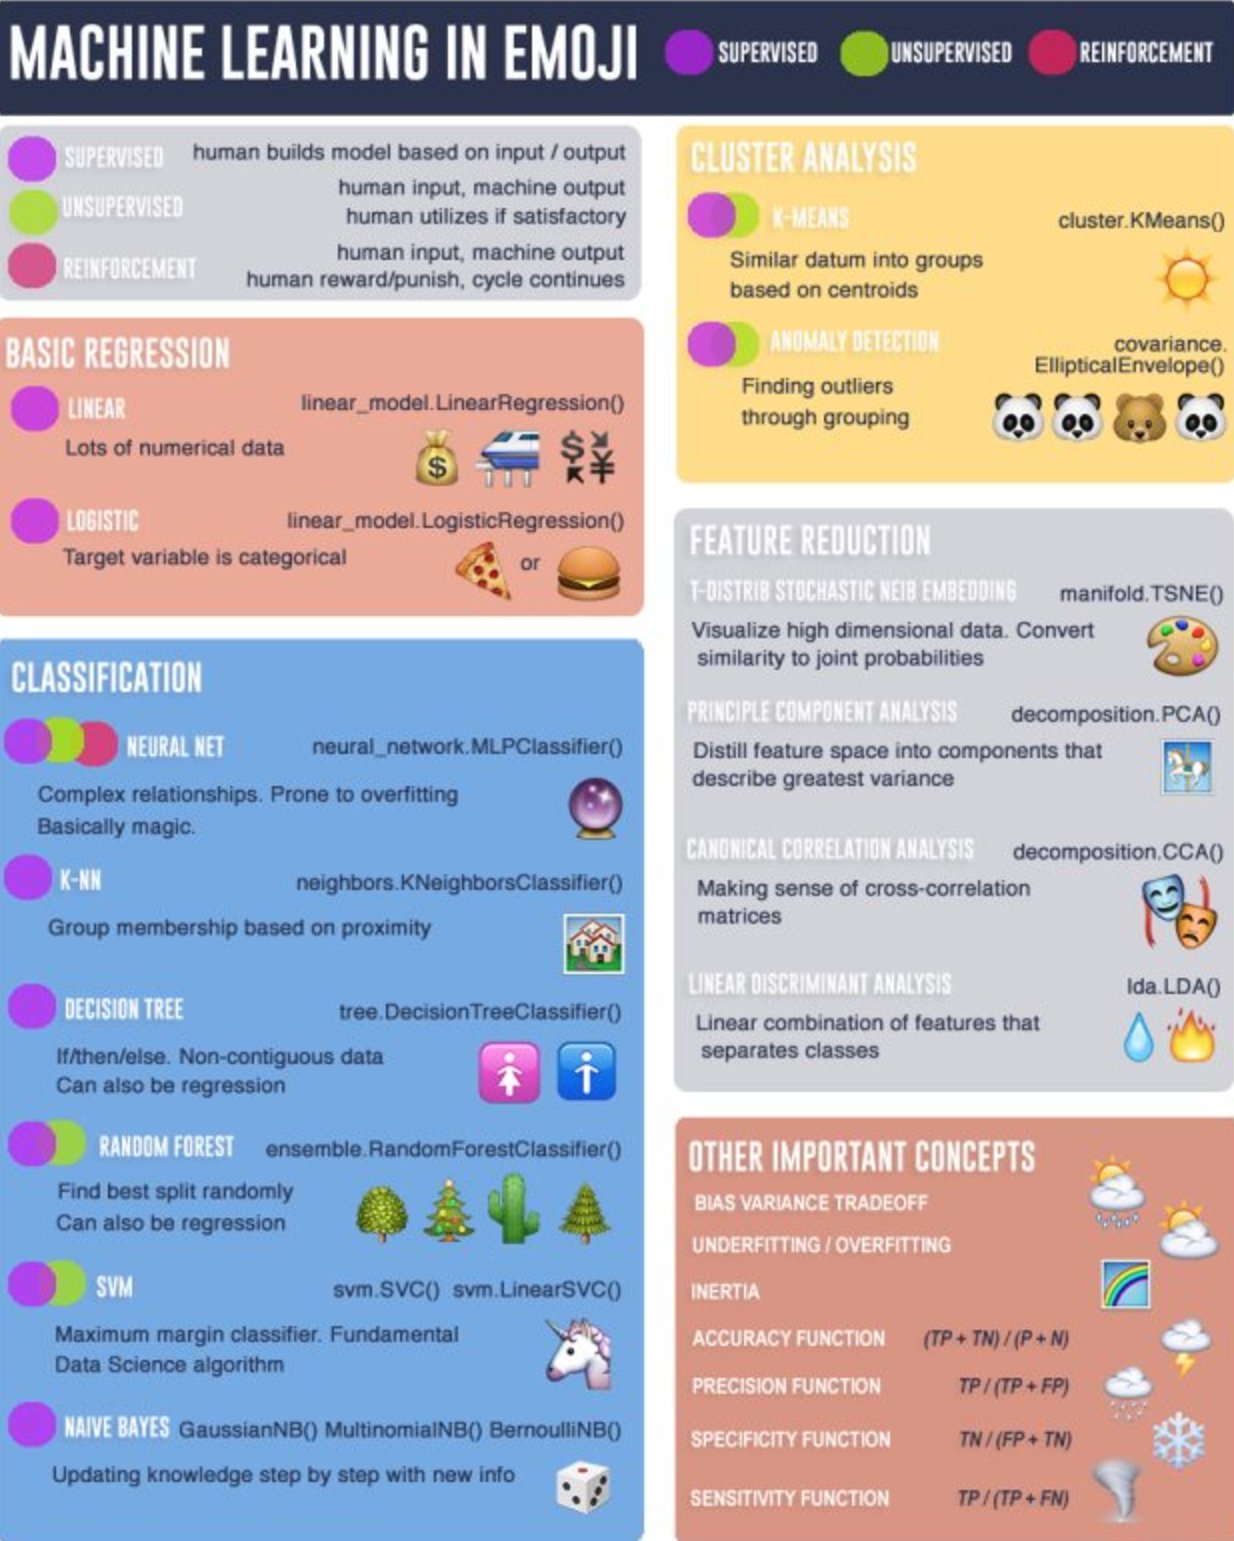 MACHINE LEARNING IN EMOJI
SUPERVISED
UNSUPERVISED
REINFORCEMENT
SUPERVISED human builds model based on input / output
UNSUPERVISED human input, machine output
human utilizes if satisfactory
REINFORCEMENT human input, machine output
human reward/punish, cycle continues
BASIC REGRESSION
LINEAR linear_model.LinearRegression()
Lots of numerical data
LOGISTIC linear_model.LogisticRegression()
Target variable is categorical
or
CLASSIFICATION
NEURAL NET neural_network.MLPClassifier()
Complex relationships. Prone to overfitting
Basically magic.
K-NN neighbors.KNeighborsClassifier()
Group membership based on proximity
DECISION TREE tree.DecisionTreeClassifier()
If/then/else. Non-contiguous data
Can also be regression
RANDOM FOREST ensemble.RandomForestClassifier()
Find best split randomly
Can also be regression
SVM svm.SVC() svm.LinearSVC()
Maximum margin classifier. Fundamental
Data Science algorithm
NAIVE BAYES GaussianNB() MultinomialNB() BernoulliNB()
Updating knowledge step by step with new info
CLUSTER ANALYSIS
K-MEANS cluster.KMeans()
Similar datum into groups
based on centroids
ANOMALY DETECTION covariance.
EllipticalEnvelope()
Finding outliers
through grouping
FEATURE REDUCTION
T-DISTRIB STOCHASTIC NEIB EMBEDDING manifold.TSNE()
Visualize high dimensional data. Convert
similarity to joint probabilities
PRINCIPLE COMPONENT ANALYSIS decomposition.PCA()
Distill feature space into components that
describe greatest variance
CANONICAL CORRELATION ANALYSIS decomposition.CCA()
Making sense of cross-correlation
matrices
LINEAR DISCRIMINANT ANALYSIS lda.LDA()
Linear combination of features that
separates classes
OTHER IMPORTANT CONCEPTS
BIAS VARIANCE TRADEOFF
UNDERFITTING / OVERFITTING
INERTIA
ACCURACY FUNCTION (TP + TN) / (P + N)
PRECISION FUNCTION TP / (TP + FP)
SPECIFICITY FUNCTION TN / (FP + TN)
SENSITIVITY FUNCTION TP / (TP + FN)